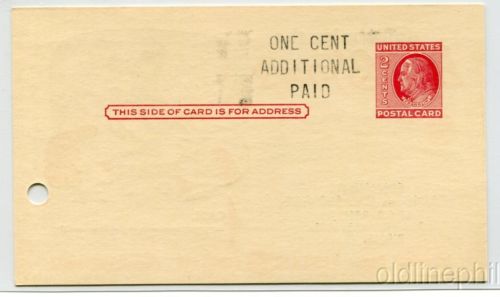 ONE CENT
ADDITIONAL
PAID
UNITED STATES
2 CENTS
POSTAL CARD
THIS SIDE OF CARD IS FOR ADDRESS
oldlinephil